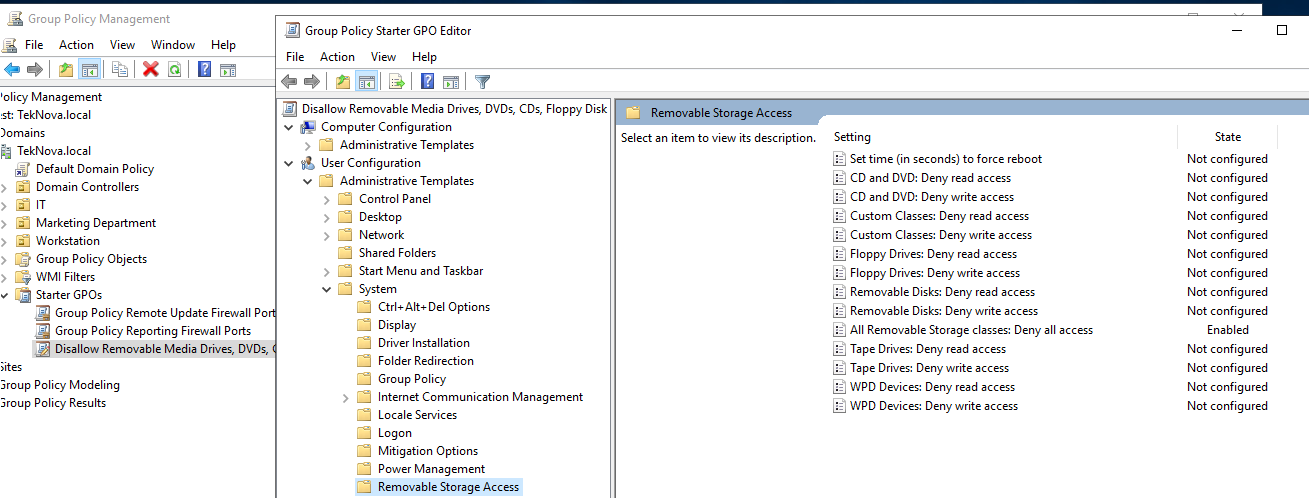 Group Policy Management
File Action View Window Help
Policy Management
est: TekNova.local
Domains
TekNova.local
Default Domain Policy
Domain Controllers
IT
Marketing Department
Workstation
Group Policy Objects
WMI Filters
Starter GPOs
Group Policy Remote Update Firewall Port
Group Policy Reporting Firewall Ports
Disallow Removable Media Drives, DVDs, C
Sites
Group Policy Modeling
Group Policy Results
Group Policy Starter GPO Editor
File Action View Help
Disallow Removable Media Drives, DVDs, CDs, Floppy Disk
Computer Configuration
Administrative Templates
User Configuration
Administrative Templates
Control Panel
Desktop
Network
Shared Folders
Start Menu and Taskbar
System
Ctrl+Alt+Del Options
Display
Driver Installation
Folder Redirection
Group Policy
Internet Communication Management
Locale Services
Logon
Mitigation Options
Power Management
Removable Storage Access
Removable Storage Access
Select an item to view its description.
Setting State
Set time (in seconds) to force reboot Not configured
CD and DVD: Deny read access Not configured
CD and DVD: Deny write access Not configured
Custom Classes: Deny read access Not configured
Custom Classes: Deny write access Not configured
Floppy Drives: Deny read access Not configured
Floppy Drives: Deny write access Not configured
Removable Disks: Deny read access Not configured
Removable Disks: Deny write access Not configured
All Removable Storage classes: Deny all access Enabled
Tape Drives: Deny read access Not configured
Tape Drives: Deny write access Not configured
WPD Devices: Deny read access Not configured
WPD Devices: Deny write access Not configured